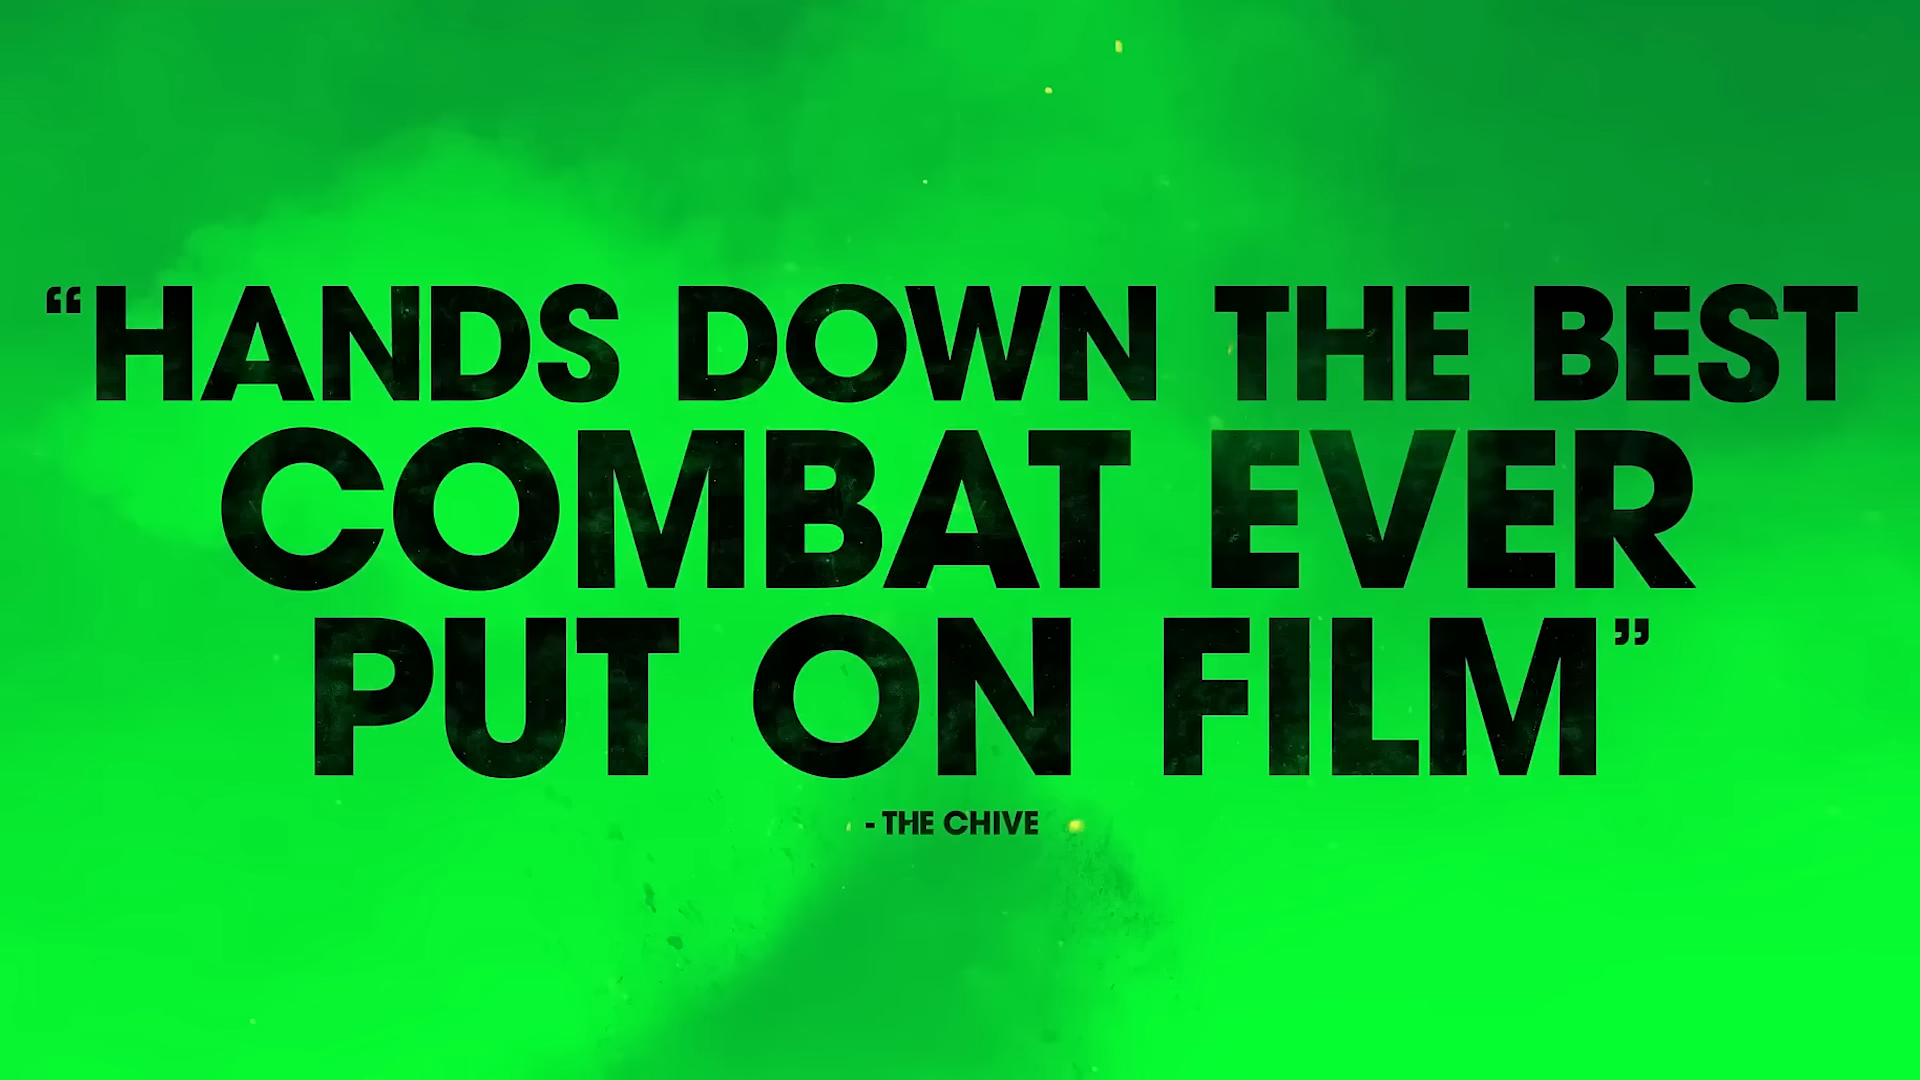 “HANDS DOWN THE BEST
COMBAT EVER
PUT ON FILM”
- THE CHIVE